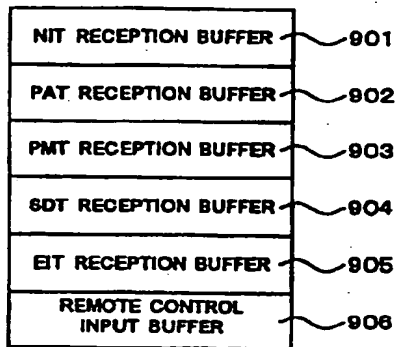 NIT RECEPTION BUFFER 901
PAT RECEPTION BUFFER 902
PMT RECEPTION BUFFER 903
SDT RECEPTION BUFFER 904
EIT RECEPTION BUFFER 905
REMOTE CONTROL
INPUT BUFFER 906